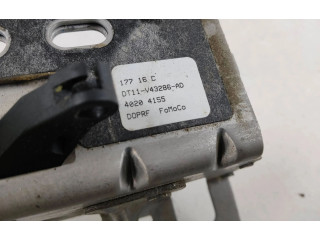 177 16 C
DT11-V43286-AD
4020 4155
DOPRF FoMoCo